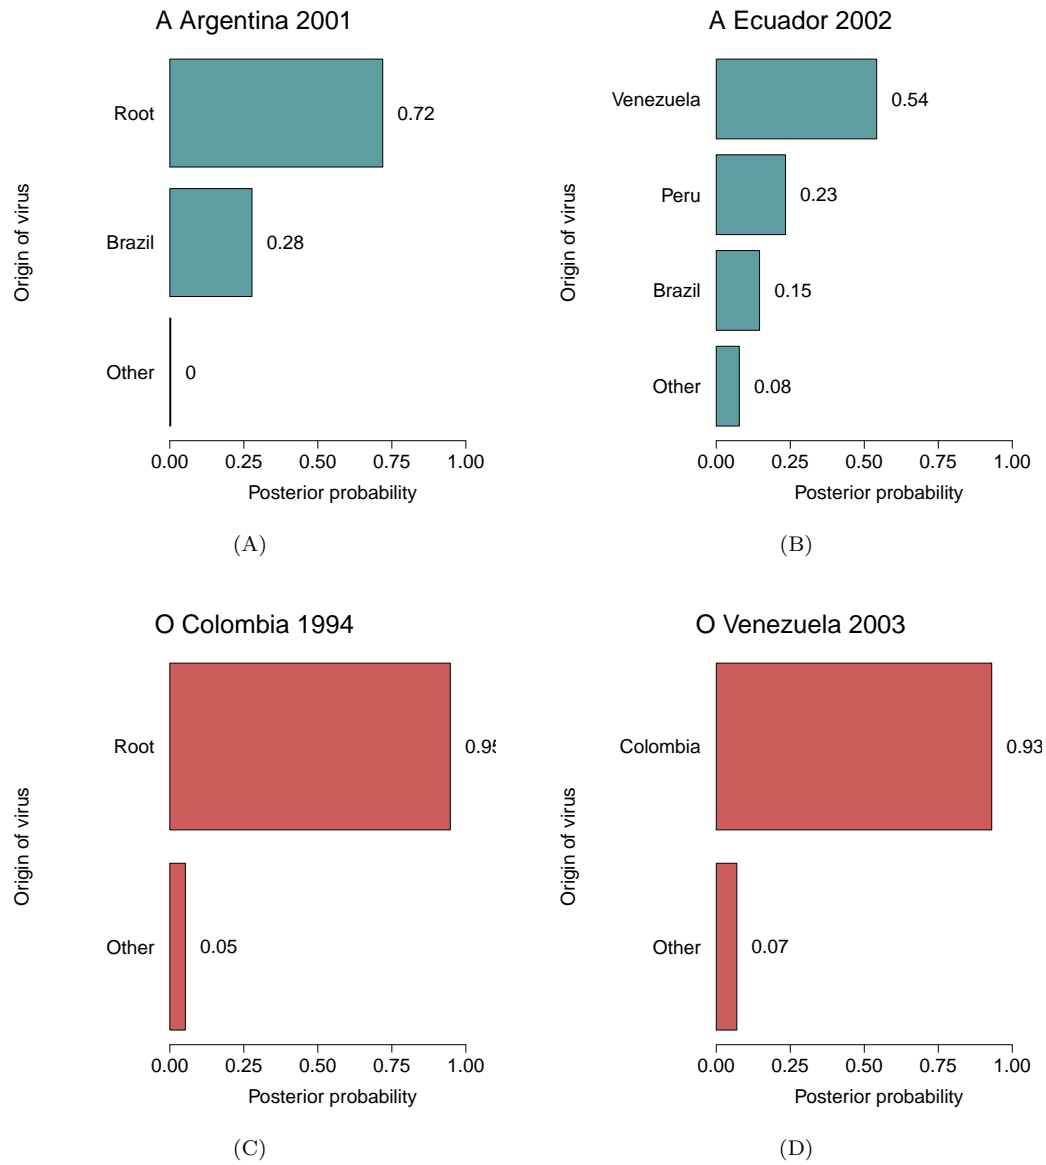 A Argentina 2001
Origin of virus
Root
0.72
Brazil
0.28
Other
0
0.00 0.25 0.50 0.75 1.00
Posterior probability
(A)
A Ecuador 2002
Origin of virus
Venezuela
0.54
Peru
0.23
Brazil
0.15
Other
0.08
0.00 0.25 0.50 0.75 1.00
Posterior probability
(B)
O Colombia 1994
Origin of virus
Root
0.95
Other
0.05
0.00 0.25 0.50 0.75 1.00
Posterior probability
(C)
O Venezuela 2003
Origin of virus
Colombia
0.93
Other
0.07
0.00 0.25 0.50 0.75 1.00
Posterior probability
(D)